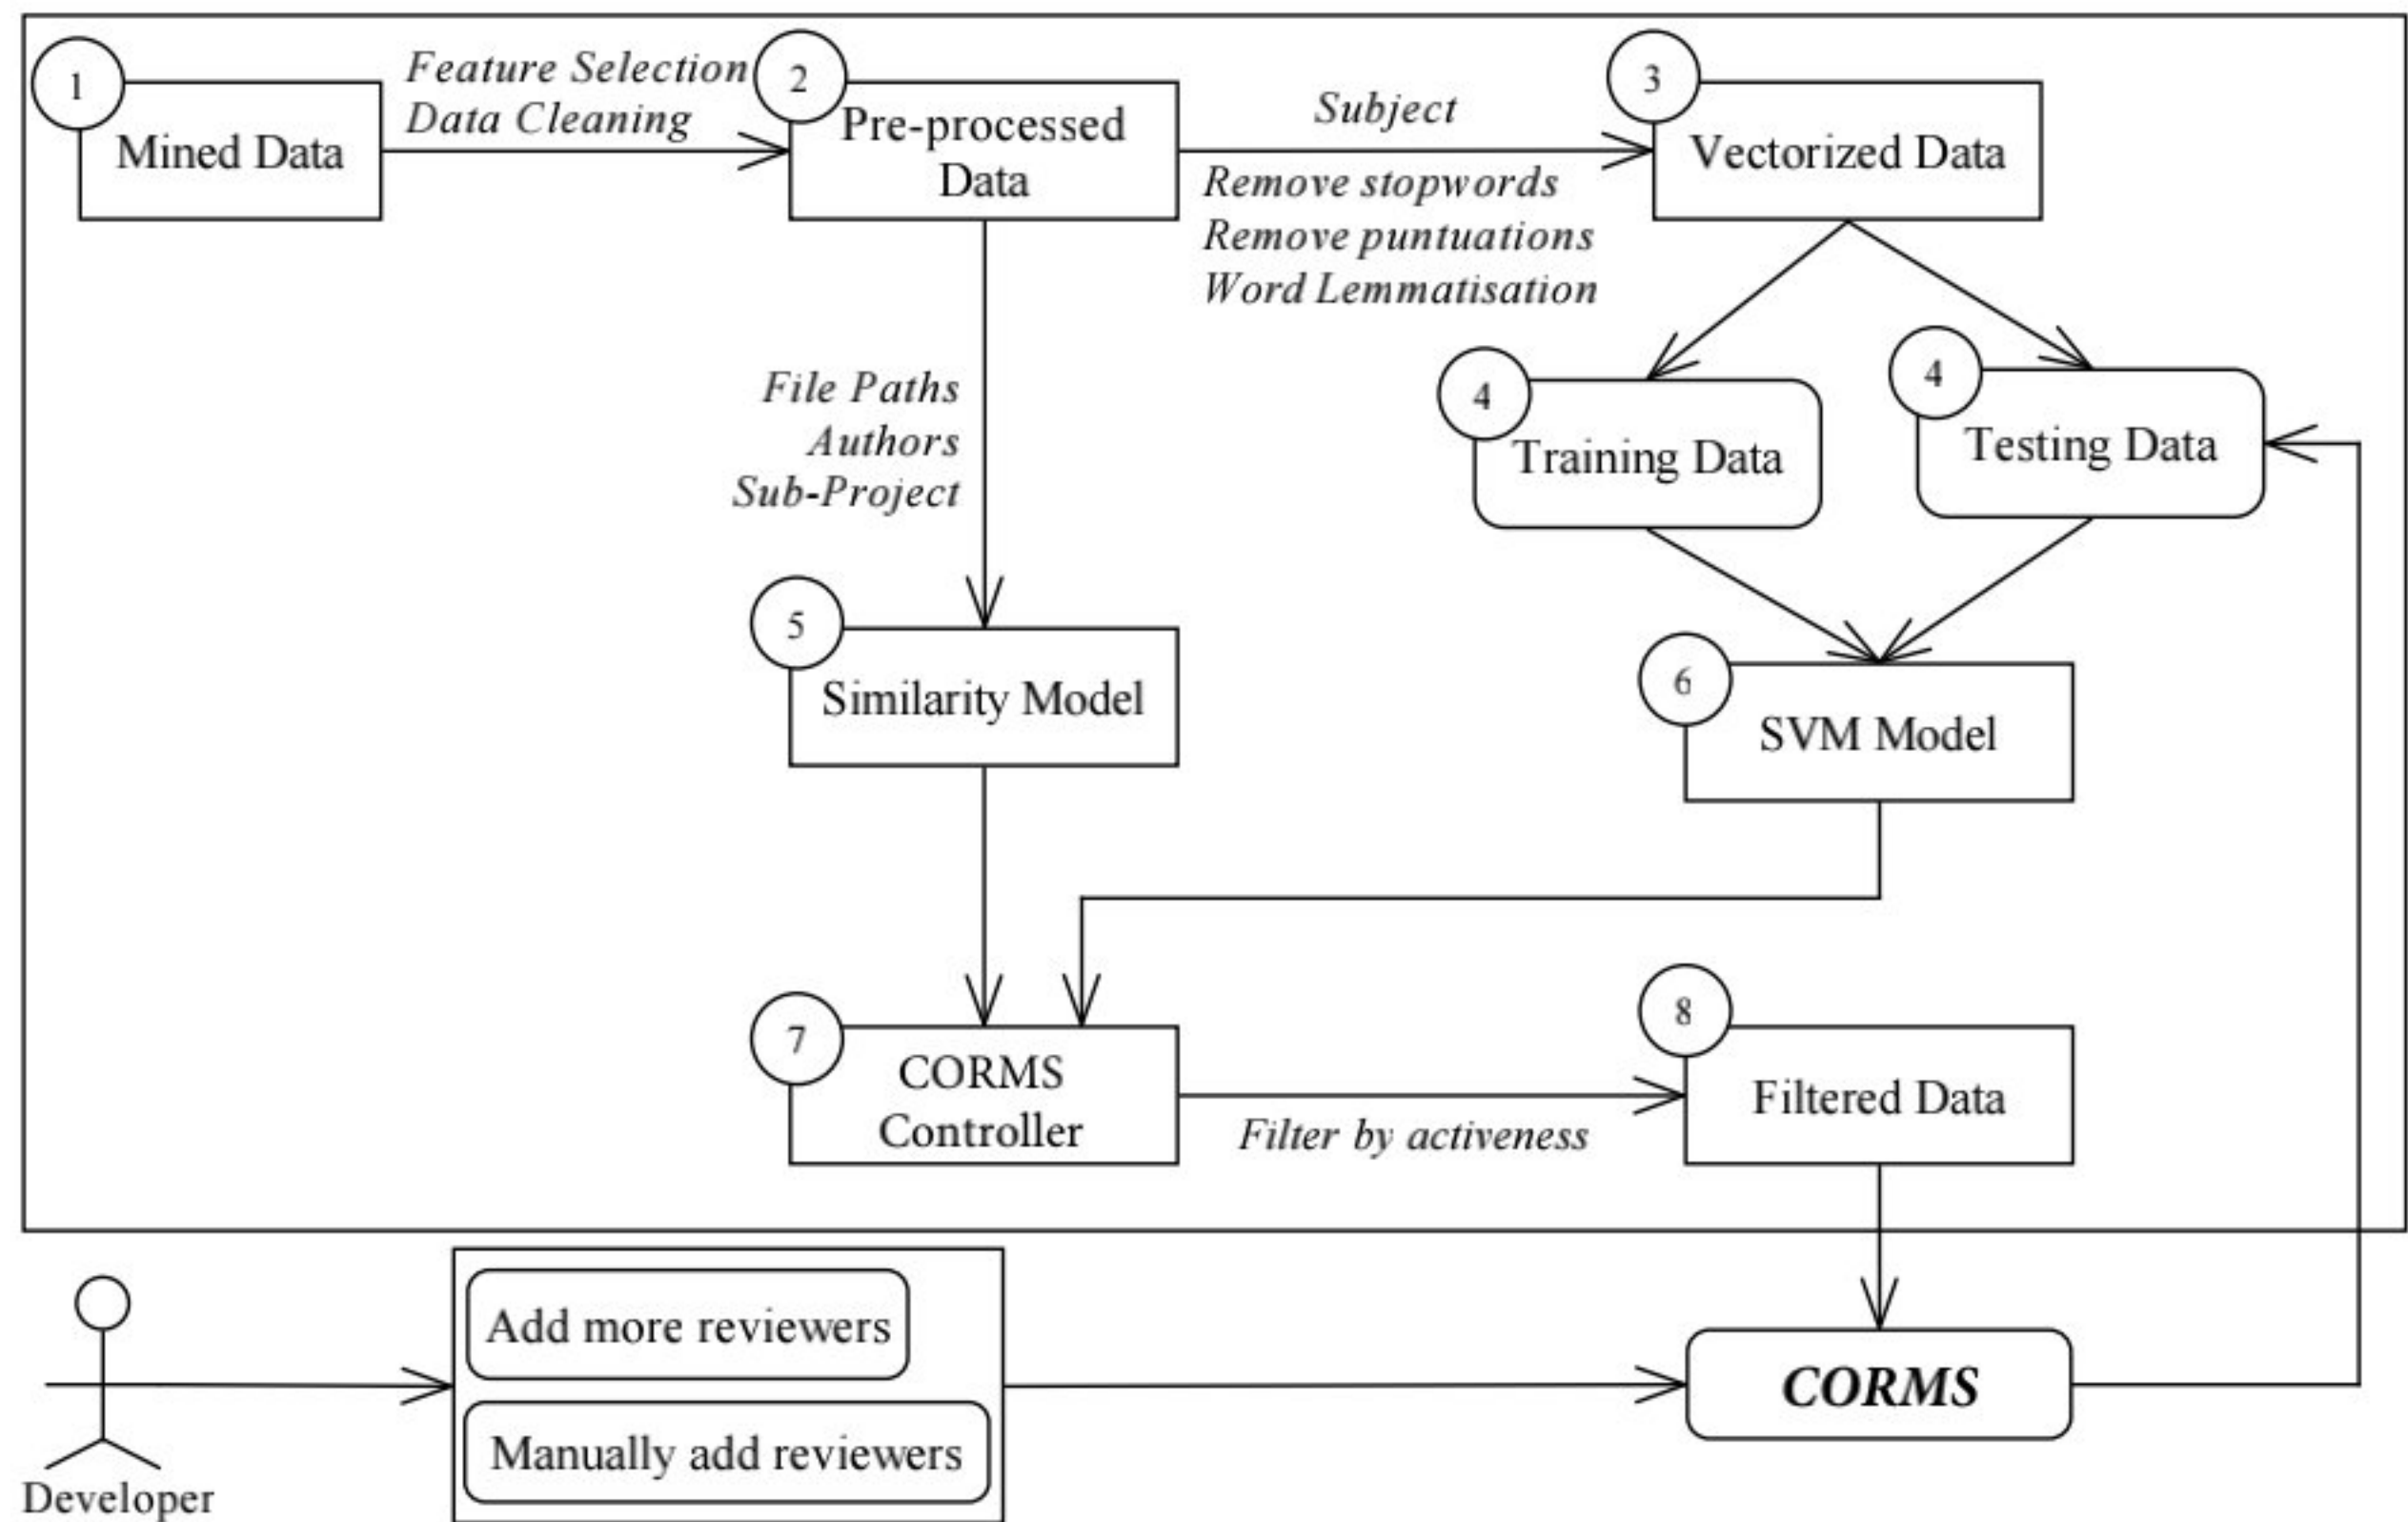 1
Mined Data
Feature Selection
Data Cleaning
2
Pre-processed
Data
Subject
Remove stopwords
Remove puntuations
Word Lemmatisation
3
Vectorized Data
File Paths
Authors
Sub-Project
4
Training Data
4
Testing Data
5
Similarity Model
6
SVM Model
7
CORMS
Controller
Filter by activeness
8
Filtered Data
Developer
Add more reviewers
Manually add reviewers
CORMS